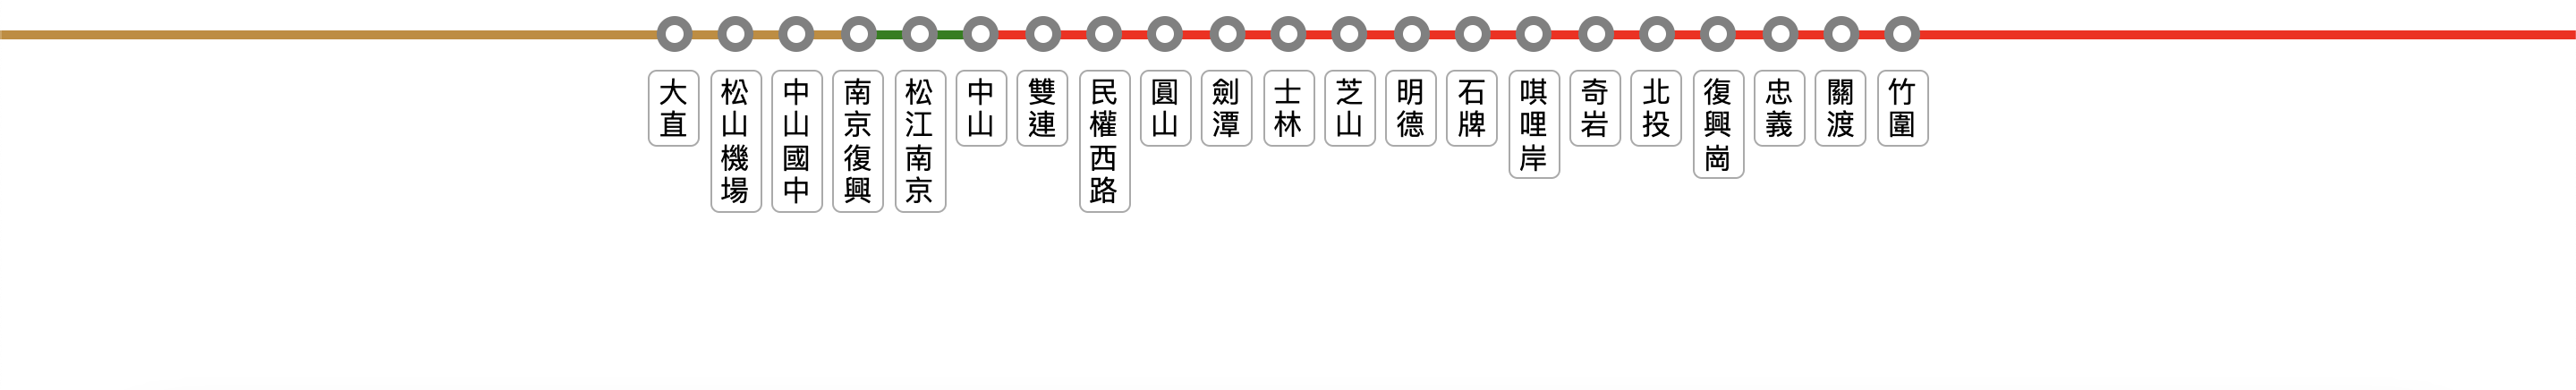 大直
松山機場
中山國中
南京復興
松江南京
中山
雙連
民權西路
圓山
劍潭
士林
芝山
明德
石牌
唭哩岸
奇岩
北投
復興崗
忠義
關渡
竹圍